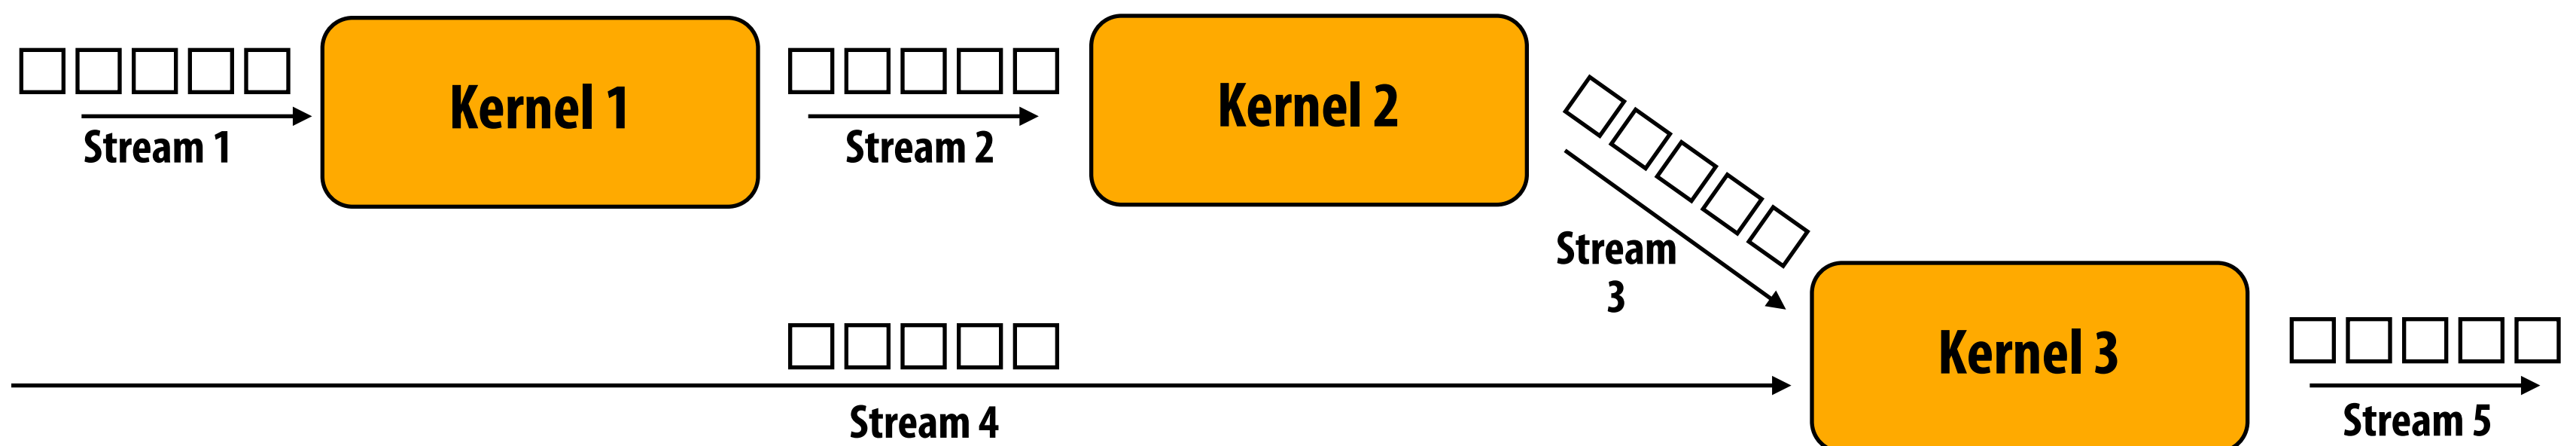 Stream 1
Kernel 1
Stream 2
Kernel 2
Stream
3
Stream 4
Kernel 3
Stream 5